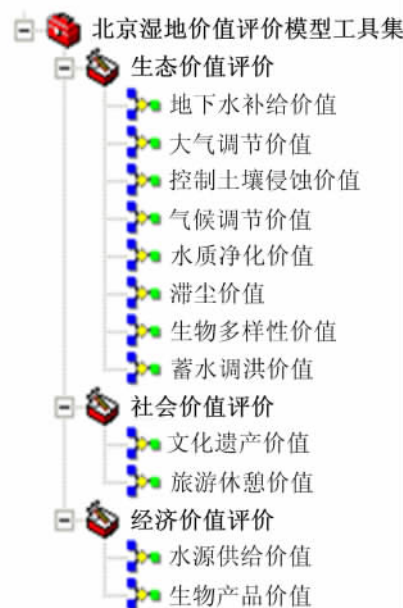 北京湿地价值评价模型工具集
生态价值评价
地下水补给价值
大气调节价值
控制土壤侵蚀价值
气候调节价值
水质净化价值
滞尘价值
生物多样性价值
蓄水调洪价值
社会价值评价
文化遗产价值
旅游休憩价值
经济价值评价
水源供给价值
生物产品价值